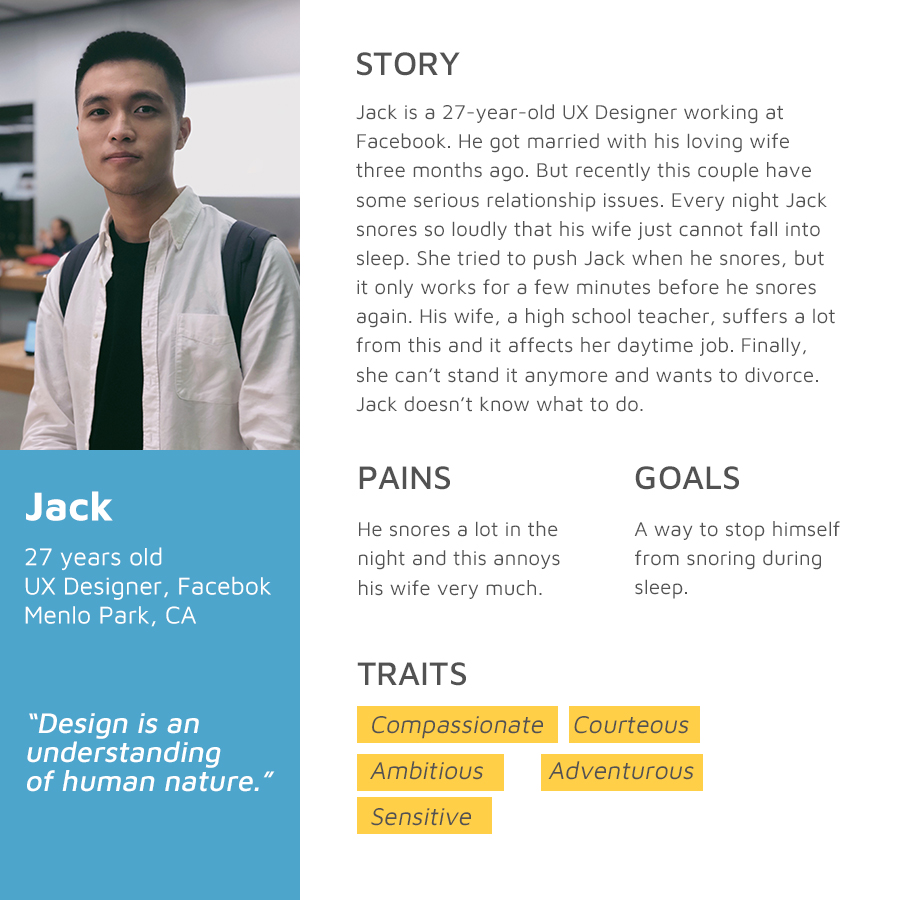 STORY
Jack is a 27-year-old UX Designer working at
Facebook. He got married with his loving wife
three months ago. But recently this couple have
some serious relationship issues. Every night Jack
snores so loudly that his wife just cannot fall into
sleep. She tried to push Jack when he snores, but
it only works for a few minutes before he snores
again. His wife, a high school teacher, suffers a lot
from this and it affects her daytime job. Finally,
she can’t stand it anymore and wants to divorce.
Jack doesn’t know what to do.
Jack
27 years old
UX Designer, Facebok
Menlo Park, CA
“Design is an
understanding
of human nature.”
PAINS
He snores a lot in the
night and this annoys
his wife very much.
GOALS
A way to stop himself
from snoring during
sleep.
TRAITS
Compassionate
Courteous
Ambitious
Adventurous
Sensitive